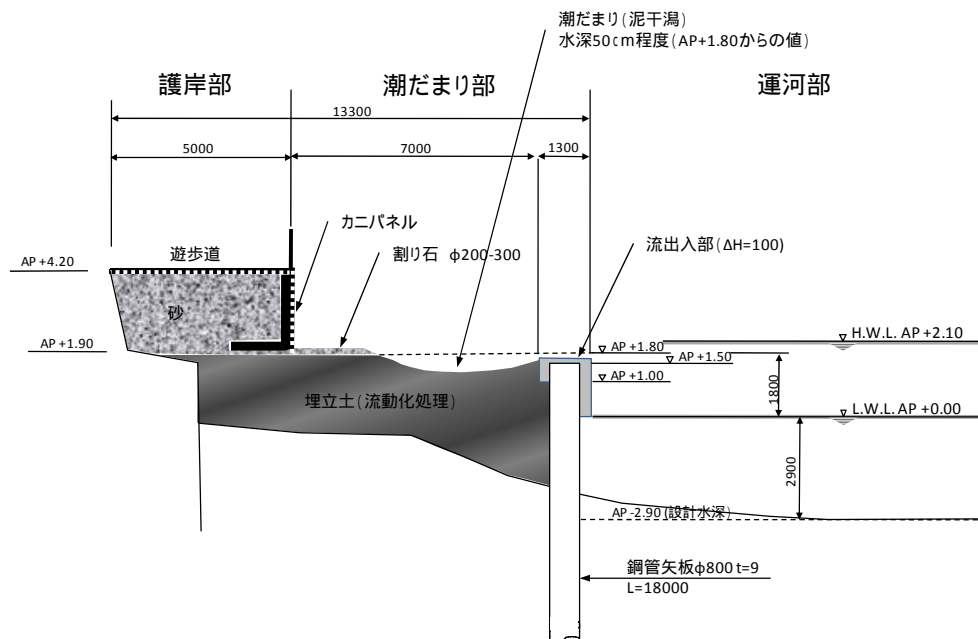 潮だまり(泥干潟)
水深50cm程度(AP+1.80からの値)
護岸部
潮だまり部
運河部
13300
5000
7000
1300
カニパネル
流出入部(ΔH=100)
遊歩道
割り石 φ200-300
AP +4.20
砂
H.W.L. AP +2.10
AP +1.90
AP +1.80
AP +1.50
AP +1.00
1800
埋立土(流動化処理)
L.W.L. AP +0.00
2900
AP -2.90 (設計水深)
鋼管矢板φ800 t=9
L=18000